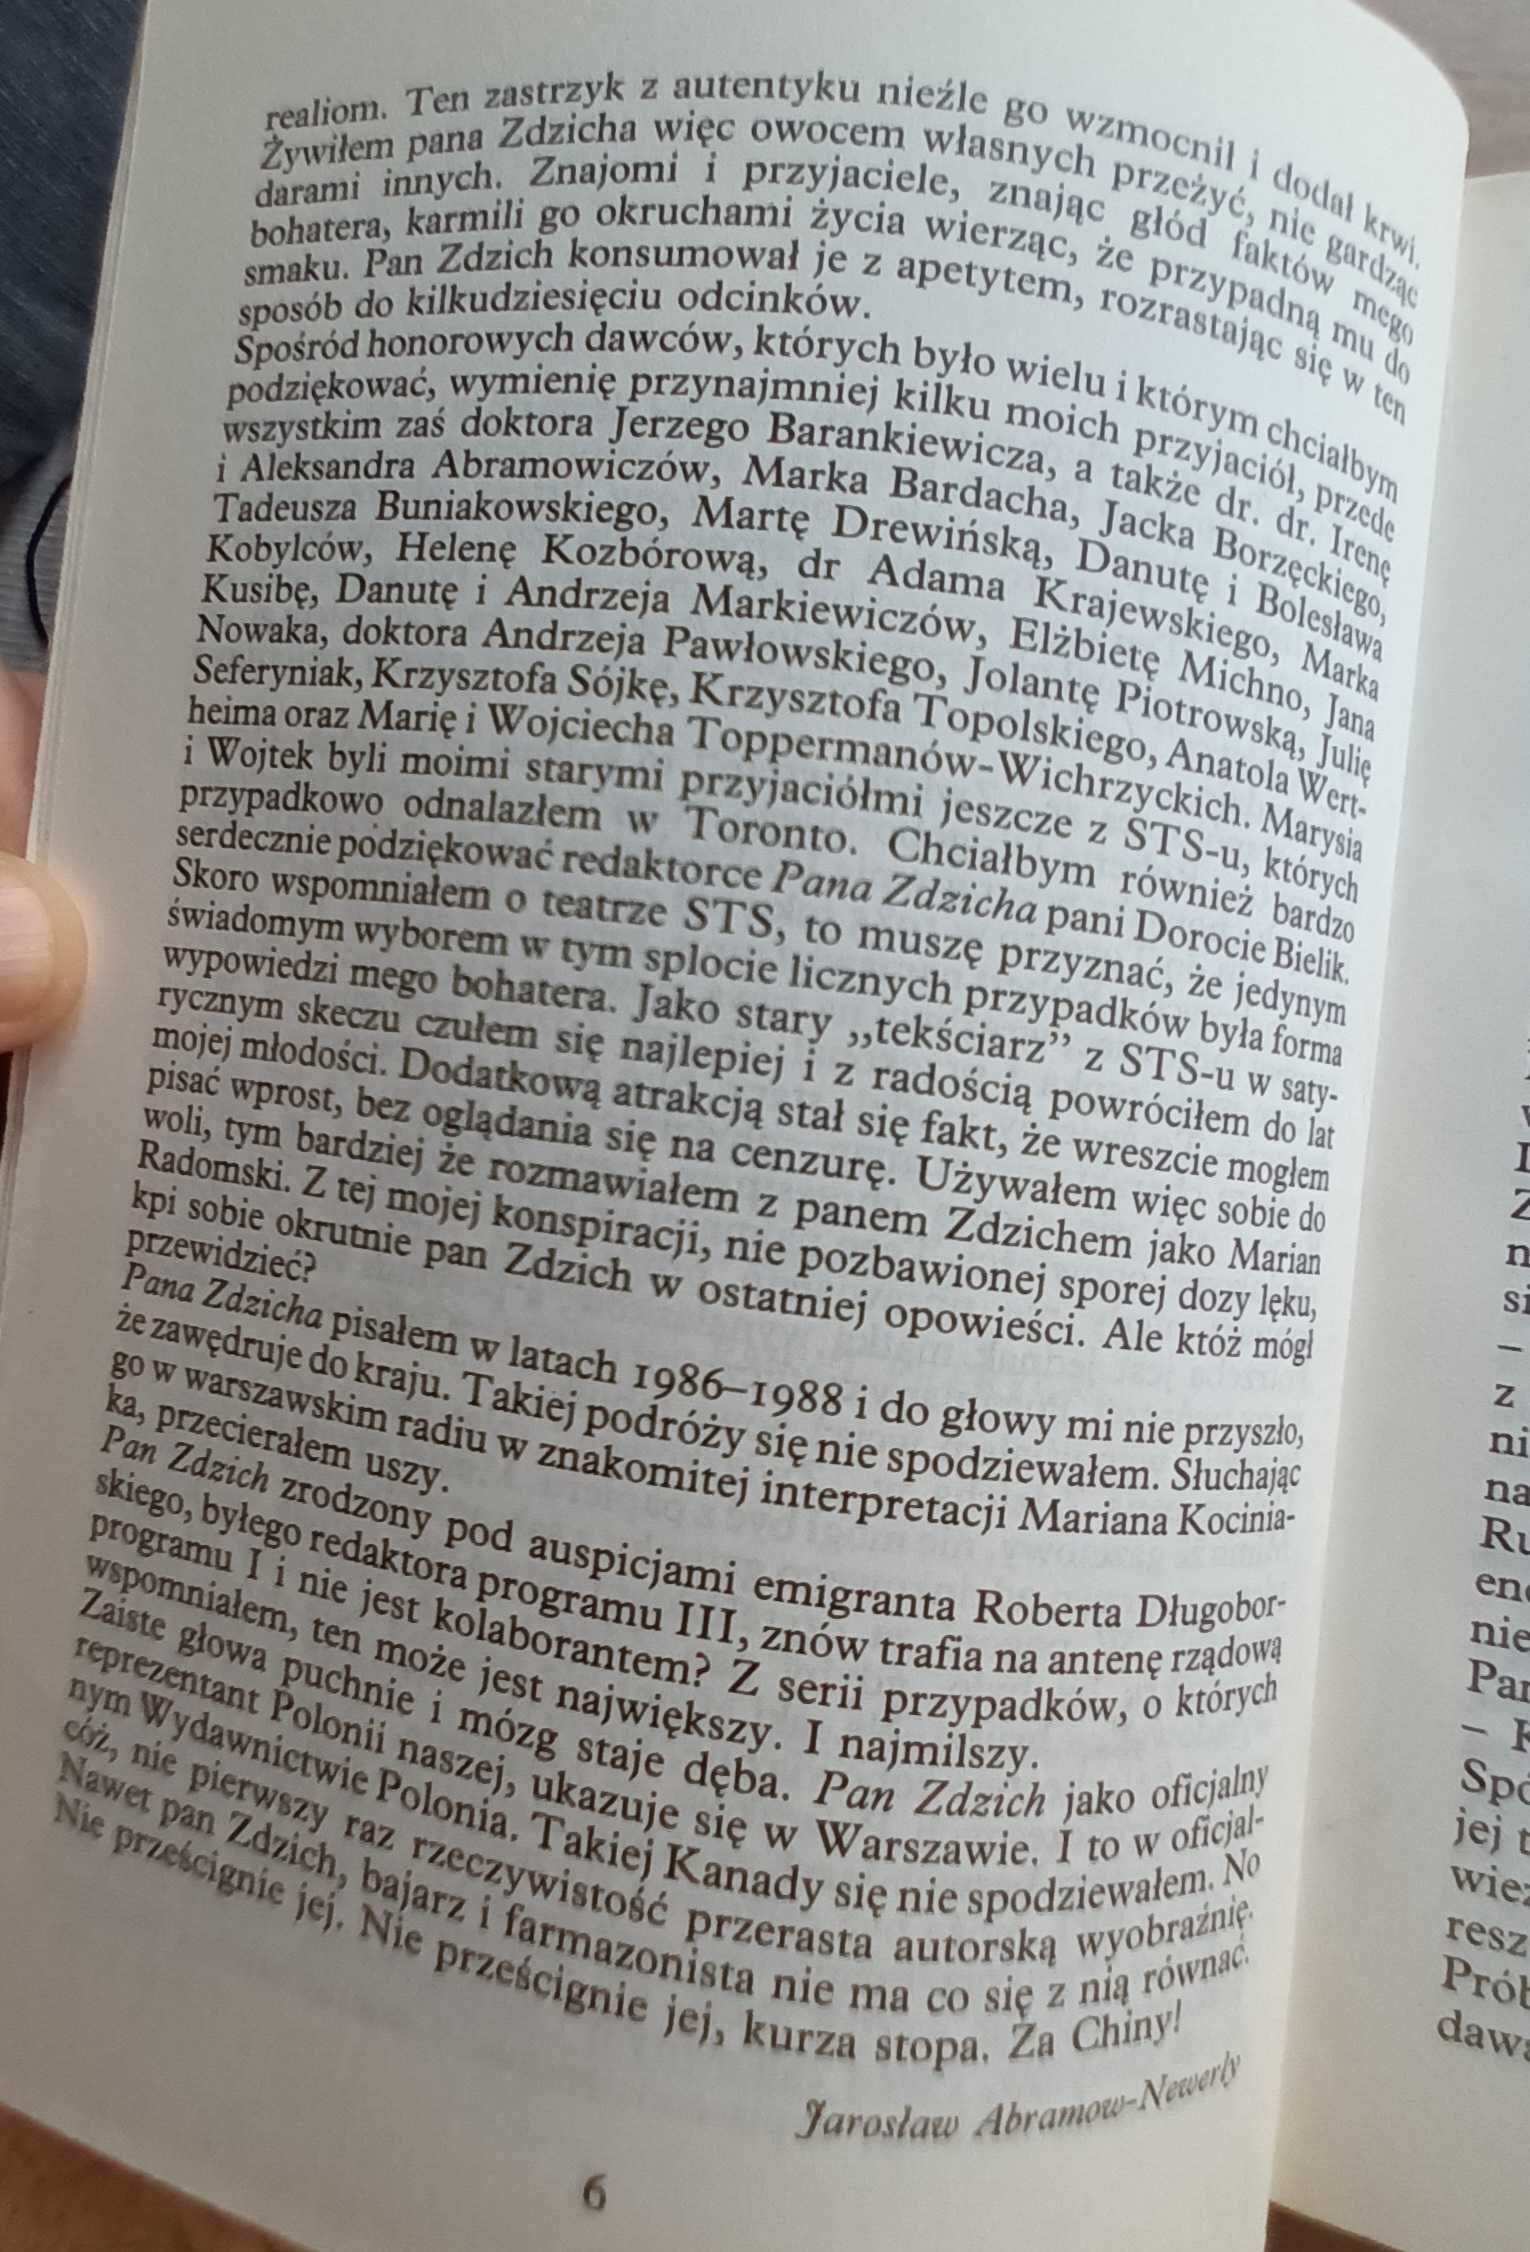 realiom. Ten zastrzyk z autentyku nieźle go wzmocnił i dodał krwi.
Żywiłem pana Zdzicha więc owocem własnych przeżyć, nie gardząc
darami innych. Znajomi i przyjaciele, znając głód faktów mego
bohatera, karmili go okruchami życia wierząc, że przypadną mu do
smaku. Pan Zdzich konsumował je z apetytem, rozrastając się w ten
sposób do kilkudziesięciu odcinków.
Spośród honorowych dawców, których było wielu i którym chciałbym
podziękować, wymienię przynajmniej kilku moich przyjaciół, przede
wszystkim zaś doktora Jerzego Barankiewicza, a także dr. dr. Irenę
i Aleksandra Abramowiczów, Marka Bardacha, Jacka Borzęckiego,
Tadeusza Buniakowskiego, Martę Drewińską, Danutę i Bolesława
Kobylców, Helenę Kozbórową, dr Adama Krajewskiego, Marka
Kusibę, Danutę i Andrzeja Markiewiczów, Elżbietę Michno, Jana
Nowaka, doktora Andrzeja Pawłowskiego, Jolantę Piotrowską, Julię
Seferyniak, Krzysztofa Sójkę, Krzysztofa Topolskiego, Anatola Wert-
heima oraz Marię i Wojciecha Toppermanów-Wichrzyckich. Marysia
i Wojtek byli moimi starymi przyjaciółmi jeszcze z STS-u, których
przypadkowo odnalazłem w Toronto. Chciałbym również bardzo
serdecznie podziękować redaktorce Pana Zdzicha pani Dorocie Bielik.
Skoro wspomniałem o teatrze STS, to muszę przyznać, że jedynym
świadomym wyborem w tym splocie licznych przypadków była forma
wypowiedzi mego bohatera. Jako stary „tekściarz” z STS-u w saty-
rycznym skeczu czułem się najlepiej i z radością powróciłem do lat
mojej młodości. Dodatkową atrakcją stał się fakt, że wreszcie mogłem
pisać wprost, bez oglądania się na cenzurę. Używałem więc sobie do
woli, tym bardziej że rozmawiałem z panem Zdzichem jako Marian
Radomski. Z tej mojej konspiracji, nie pozbawionej sporej dozy lęku,
kpi sobie okrutnie pan Zdzich w ostatniej opowieści. Ale któż mógł
przewidzieć?
Pana Zdzicha pisałem w latach 1986–1988 i do głowy mi nie przyszło,
że zawędruje do kraju. Takiej podróży się nie spodziewałem. Słuchając
go w warszawskim radiu w znakomitej interpretacji Mariana Kocinia-
ka, przecierałem uszy.
Pan Zdzich zrodzony pod auspicjami emigranta Roberta Długobor-
skiego, byłego redaktora programu III, znów trafia na antenę rządową
programu I i nie jest kolaborantem? Z serii przypadków, o których
wspomniałem, ten może jest największy. I najmilszy.
Zaiste głowa puchnie i mózg staje dęba. Pan Zdzich jako oficjalny
reprezentant Polonii naszej, ukazuje się w Warszawie. I to w oficjal-
nym Wydawnictwie Polonia. Takiej Kanady się nie spodziewałem. No
cóż, nie pierwszy raz rzeczywistość przerasta autorską wyobraźnię.
Nawet pan Zdzich, bajarz i farmazonista nie ma co się z nią równać.
Nie prześcignie jej. Nie prześcignie jej, kurza stopa. Za Chiny!
Jarosław Abramow-Newerly
6